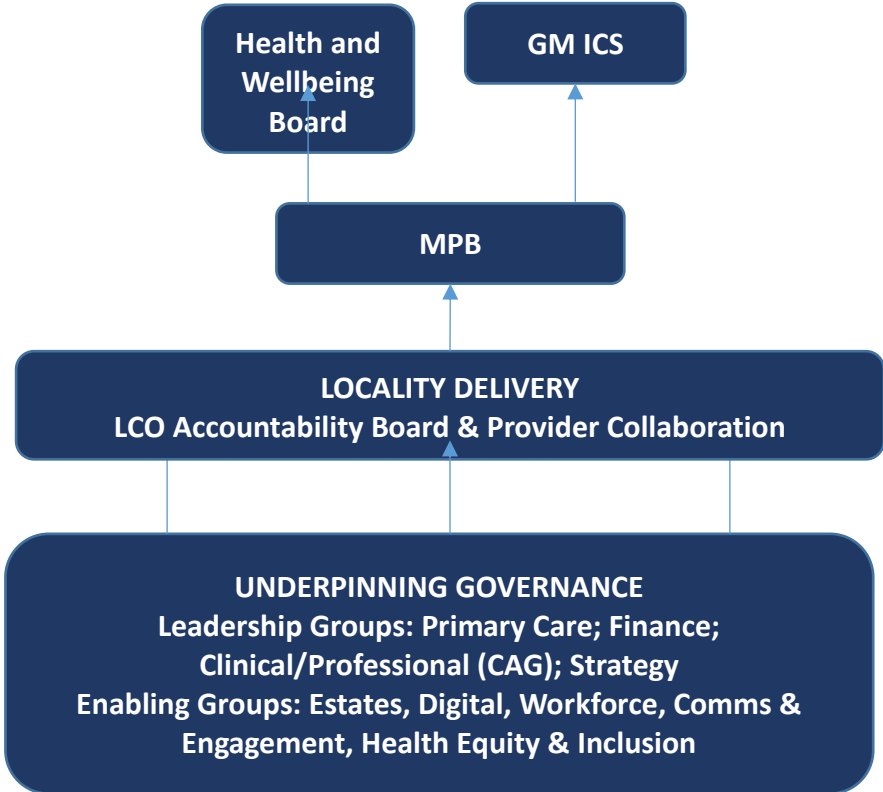 Health and
Wellbeing
Board
GM ICS
MPB
LOCALITY DELIVERY
LCO Accountability Board & Provider Collaboration
UNDERPINNING GOVERNANCE
Leadership Groups: Primary Care; Finance;
Clinical/Professional (CAG); Strategy
Enabling Groups: Estates, Digital, Workforce, Comms &
Engagement, Health Equity & Inclusion